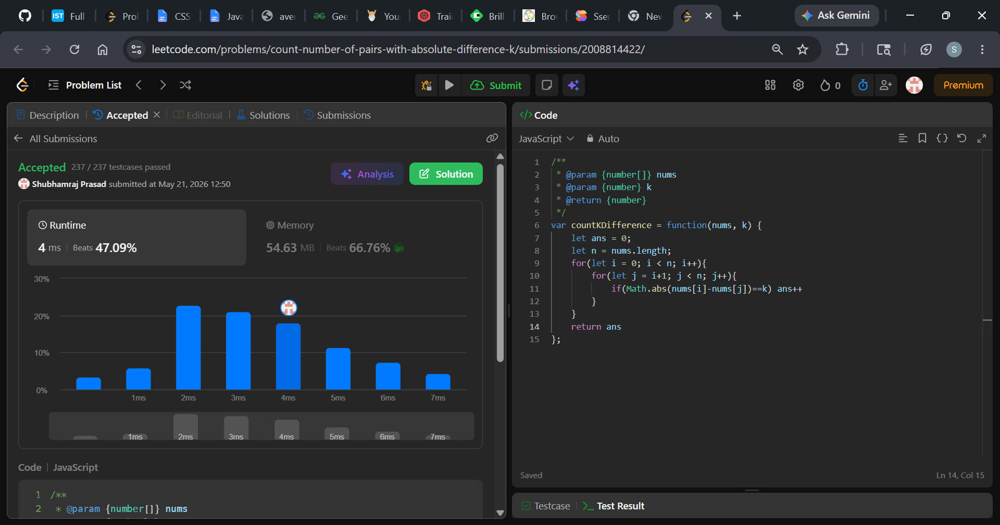 IST Full
Prol
CSS
Java
aver
Gee
You
Trai
Brill
Brov
Sser
New
Ask Gemini
leetcode.com/problems/count-number-of-pairs-with-absolute-difference-k/submissions/2008814422/
S
Problem List
Submit
0
Premium
Description
Accepted
Editorial
Solutions
Submissions
All Submissions
Accepted 237 / 237 testcases passed
Shubhamraj Prasad submitted at May 21, 2026 12:50
Analysis
Solution
Runtime
4 ms Beats 47.09%
Memory
54.63 MB Beats 66.76%
30%
20%
10%
0%
1ms 2ms 3ms 4ms 5ms 6ms 7ms
1ms 2ms 3ms 4ms 5ms 6ms 7ms
Code | JavaScript
1 /**
2 * @param {number[]} nums
</> Code
JavaScript
Auto
1 /**
2 * @param {number[]} nums
3 * @param {number} k
4 * @return {number}
5 */
6 var countKDifference = function(nums, k) {
7 let ans = 0;
8 let n = nums.length;
9 for(let i = 0; i < n; i++){
10 for(let j = i+1; j < n; j++){
11 if(Math.abs(nums[i]-nums[j])==k) ans++
12 }
13 }
14 return ans
15 };
Saved
Ln 14, Col 15
Testcase
Test Result